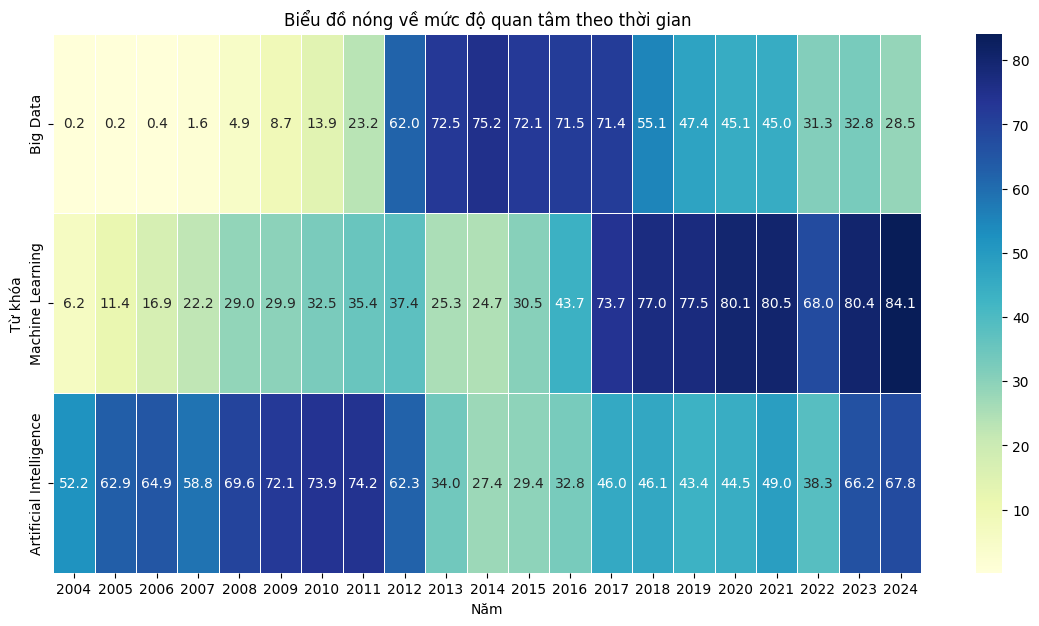 Biểu đồ nóng về mức độ quan tâm theo thời gian
Từ khóa
Big Data
0.2 0.2 0.4 1.6 4.9 8.7 13.9 23.2 62.0 72.5 75.2 72.1 71.5 71.4 55.1 47.4 45.1 45.0 31.3 32.8 28.5
Machine Learning
6.2 11.4 16.9 22.2 29.0 29.9 32.5 35.4 37.4 25.3 24.7 30.5 43.7 73.7 77.0 77.5 80.1 80.5 68.0 80.4 84.1
Artificial Intelligence
52.2 62.9 64.9 58.8 69.6 72.1 73.9 74.2 62.3 34.0 27.4 29.4 32.8 46.0 46.1 43.4 44.5 49.0 38.3 66.2 67.8
2004 2005 2006 2007 2008 2009 2010 2011 2012 2013 2014 2015 2016 2017 2018 2019 2020 2021 2022 2023 2024
Năm
80
70
60
50
40
30
20
10